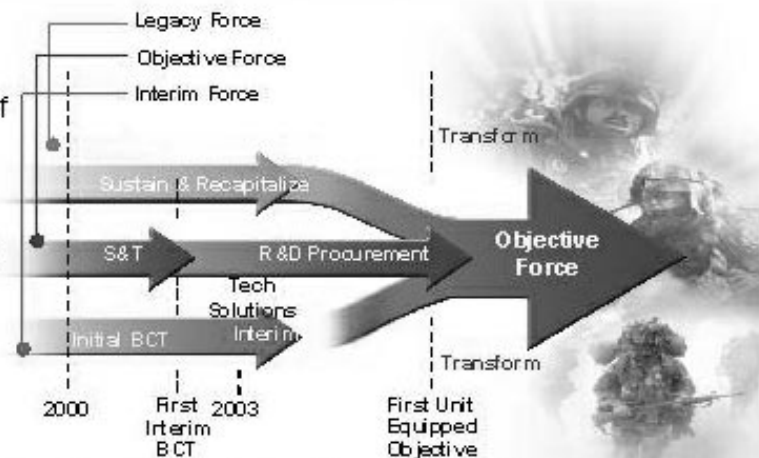 Legacy Force
Objective Force
Interim Force
f
Transform
Sustain & Recapitalize
S&T
R&D Procurement
Objective
Force
Tech
Solutions
Interim
Initial BCT
Transform
2000
First
Interim
BCT
2003
First Unit
Equipped
Objective